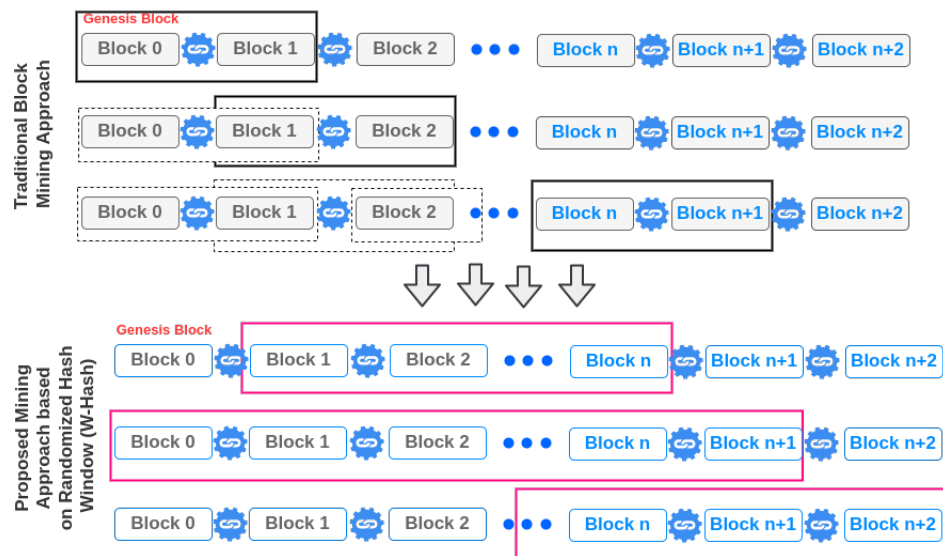 Traditional Block
Mining Approach
Genesis Block
Block 0 Block 1 Block 2 Block n Block n+1 Block n+2
Block 0 Block 1 Block 2 Block n Block n+1 Block n+2
Block 0 Block 1 Block 2 Block n Block n+1 Block n+2
Proposed Mining
Approach based
on Randomized Hash
Window (W-Hash)
Genesis Block
Block 0 Block 1 Block 2 Block n Block n+1 Block n+2
Block 0 Block 1 Block 2 Block n Block n+1 Block n+2
Block 0 Block 1 Block 2 Block n Block n+1 Block n+2